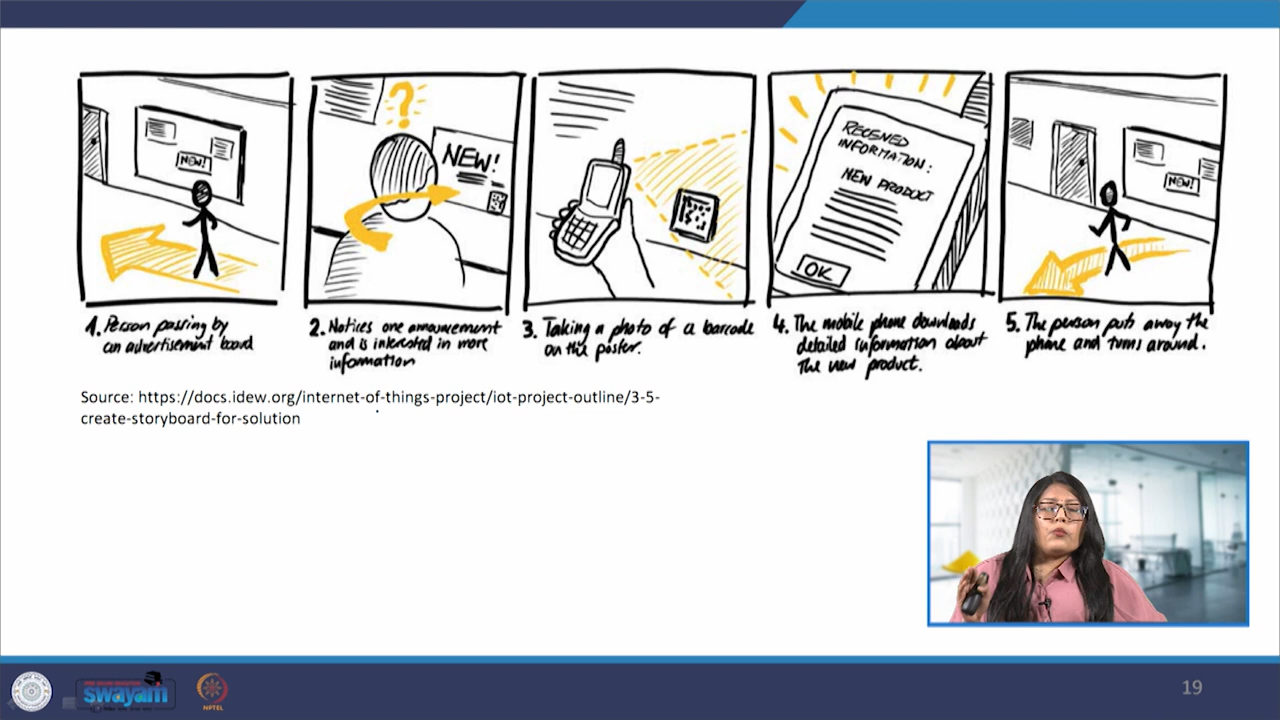 NEW!
?
NEW!
RECEIVED
INFORMATION:
NEW PRODUCT
OK
NEW!
1. Person passing by
an advertisement board
2. Notices one announcement
and is interested in more
information
3. Taking a photo of a barcode
on the poster.
4. The mobile phone downloads
detailed information about
the new product.
5. The person puts away the
phone and turns around.
Source: https://docs.idew.org/internet-of-things-project/iot-project-outline/3-5-
create-storyboard-for-solution
swayam
NPTEL
19